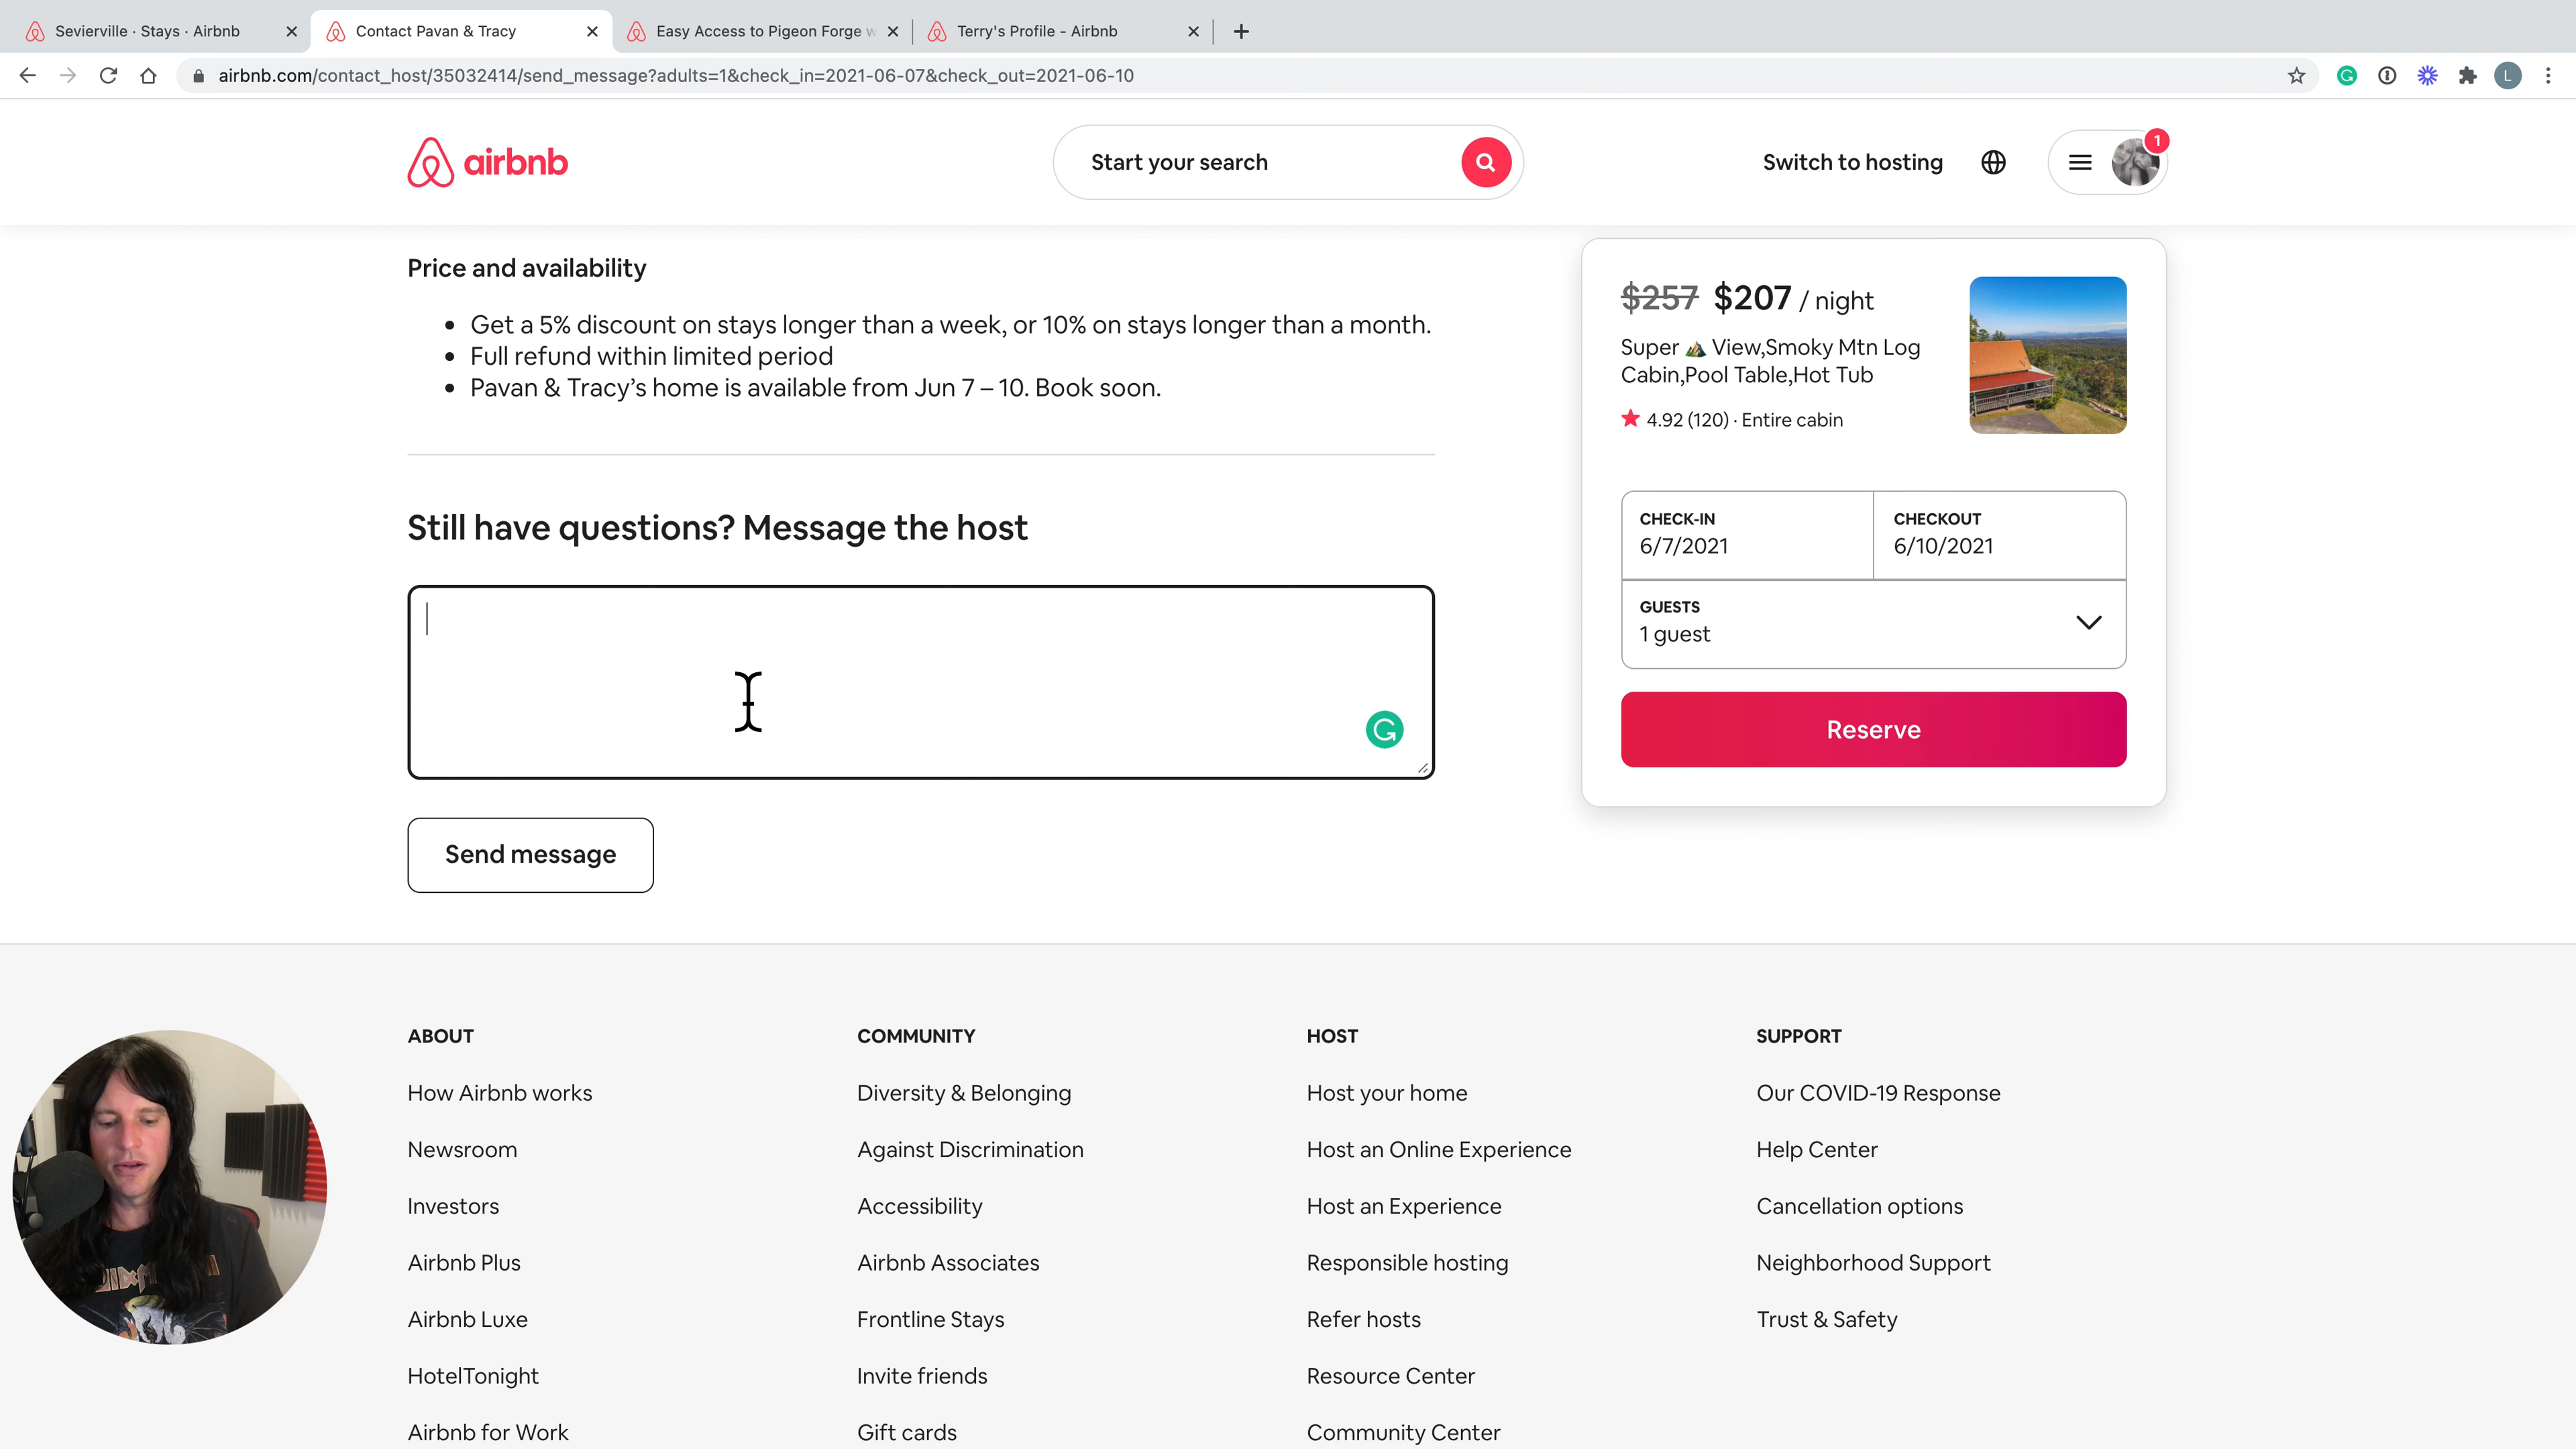 Sevierville · Stays · Airbnb
Contact Pavan & Tracy
Easy Access to Pigeon Forge w
Terry's Profile - Airbnb
airbnb.com/contact_host/35032414/send_message?adults=1&check_in=2021-06-07&check_out=2021-06-10
L
airbnb
Start your search
Switch to hosting
1
Price and availability
• Get a 5% discount on stays longer than a week, or 10% on stays longer than a month.
• Full refund within limited period
• Pavan & Tracy’s home is available from Jun 7 – 10. Book soon.
Still have questions? Message the host
Send message
$257 $207 / night
Super ⛰️ View,Smoky Mtn Log
Cabin,Pool Table,Hot Tub
4.92 (120) · Entire cabin
CHECK-IN
6/7/2021
CHECKOUT
6/10/2021
GUESTS
1 guest
Reserve
ABOUT
How Airbnb works
Newsroom
Investors
Airbnb Plus
Airbnb Luxe
HotelTonight
Airbnb for Work
COMMUNITY
Diversity & Belonging
Against Discrimination
Accessibility
Airbnb Associates
Frontline Stays
Invite friends
Gift cards
HOST
Host your home
Host an Online Experience
Host an Experience
Responsible hosting
Refer hosts
Resource Center
Community Center
SUPPORT
Our COVID-19 Response
Help Center
Cancellation options
Neighborhood Support
Trust & Safety